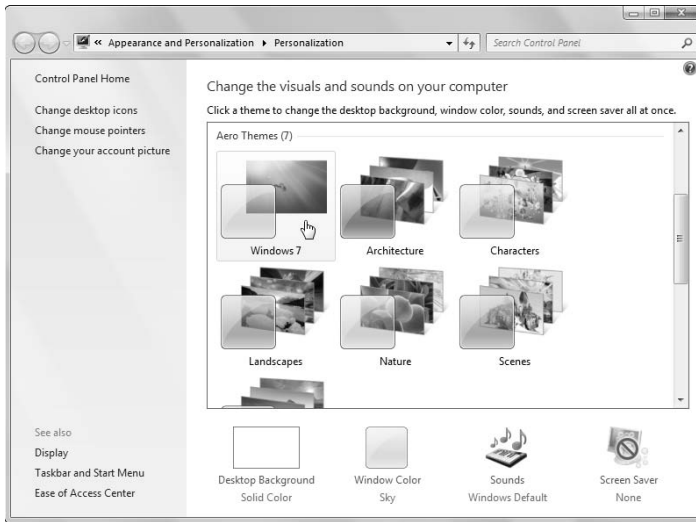 « Appearance and Personalization ▸ Personalization
Search Control Panel
Control Panel Home
Change desktop icons
Change mouse pointers
Change your account picture
Change the visuals and sounds on your computer
Click a theme to change the desktop background, window color, sounds, and screen saver all at once.
Aero Themes (7)
Windows 7
Architecture
Characters
Landscapes
Nature
Scenes
See also
Display
Taskbar and Start Menu
Ease of Access Center
Desktop Background
Solid Color
Window Color
Sky
Sounds
Windows Default
Screen Saver
None